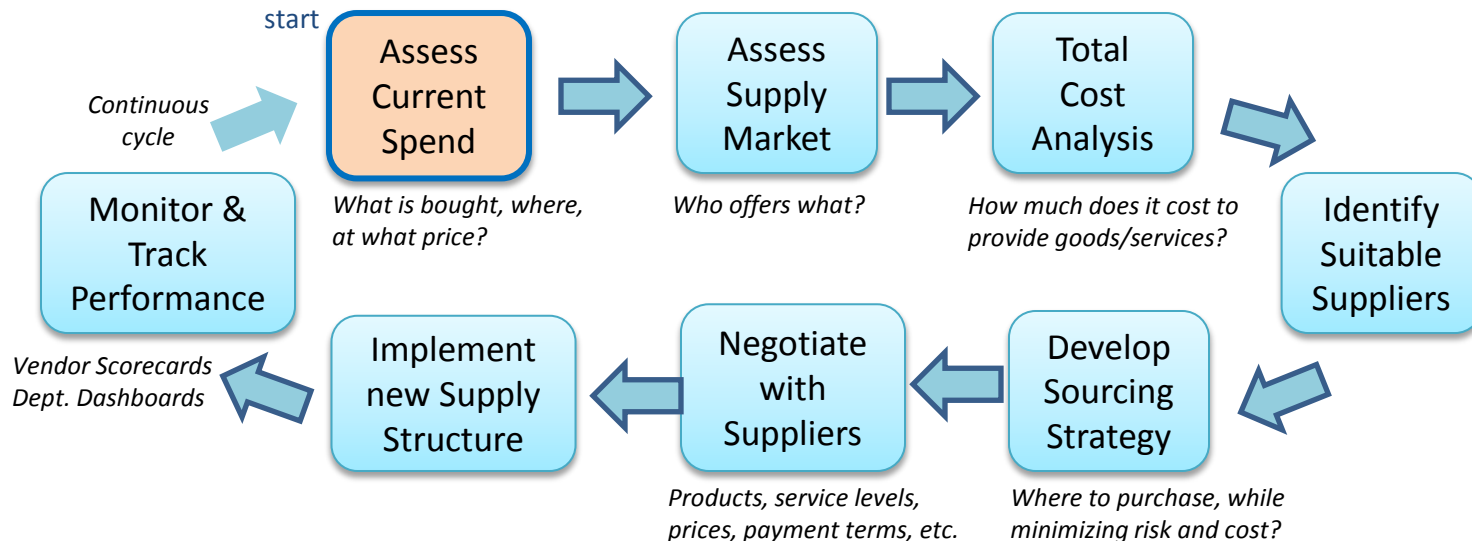 start
Assess
Current
Spend
What is bought, where,
at what price?
Assess
Supply
Market
Who offers what?
Total
Cost
Analysis
How much does it cost to
provide goods/services?
Identify
Suitable
Suppliers
Develop
Sourcing
Strategy
Where to purchase, while
minimizing risk and cost?
Negotiate
with
Suppliers
Products, service levels,
prices, payment terms, etc.
Implement
new Supply
Structure
Monitor &
Track
Performance
Vendor Scorecards
Dept. Dashboards
Continuous
cycle